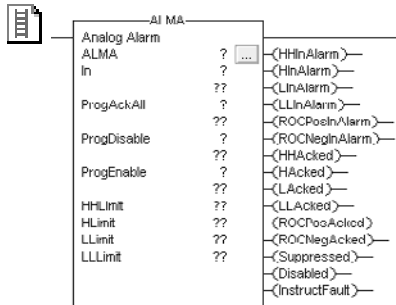 ALMA
Analog Alarm
ALMA ? ... (HHInAlarm)
In ? (HInAlarm)
?? (LInAlarm)
ProgAckAll ? (LLInAlarm)
?? (ROCPosInAlarm)
ProgDisable ? (ROCNegInAlarm)
?? (HHAcked)
ProgEnable ? (HAcked)
?? (LAcked)
HHLimit ?? (LLAcked)
HLimit ?? (ROCPosAcked)
LLimit ?? (ROCNegAcked)
LLLimit ?? (Suppressed)
(Disabled)
(InstructFault)